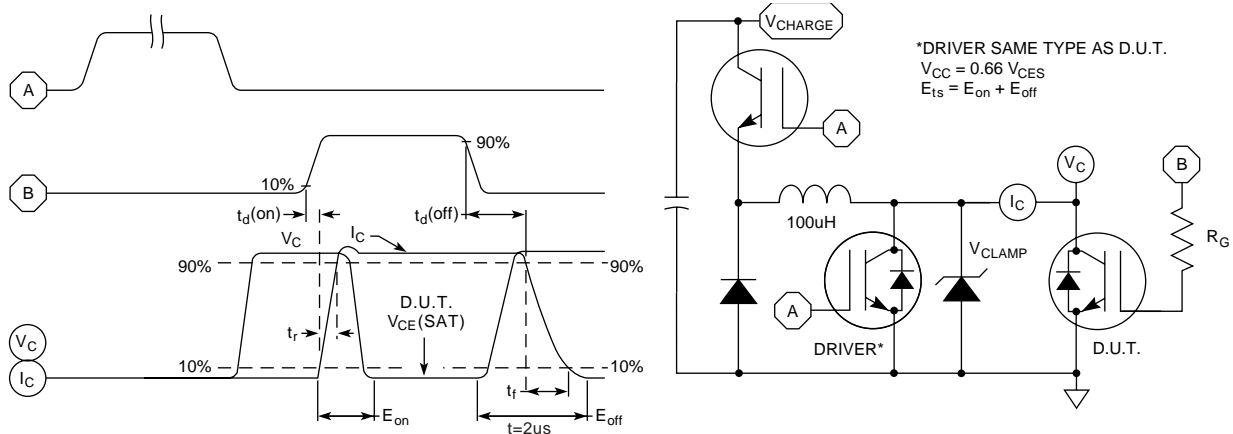 A
B
10%
90%
td(on)
td(off)
VC
IC
90%
90%
D.U.T.
VCE(SAT)
tr
VC
IC
10%
10%
tf
Eon
Eoff
t=2us
VCHARGE
*DRIVER SAME TYPE AS D.U.T.
VCC = 0.66 VCES
Ets = Eon + Eoff
A
VC
B
IC
100uH
RG
VCLAMP
A
DRIVER*
D.U.T.